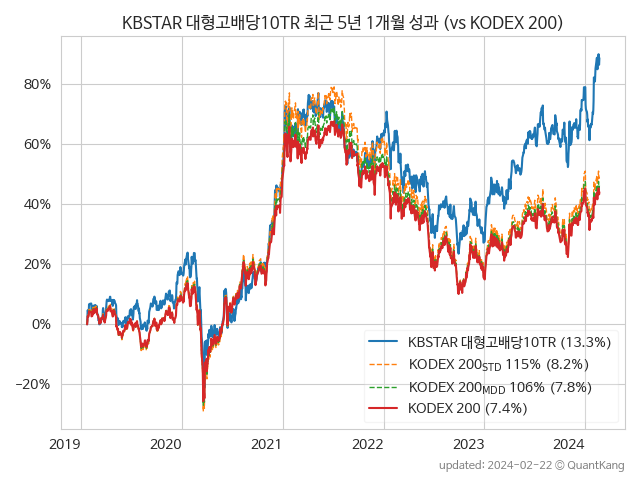 KBSTAR 대형고배당10TR 최근 5년 1개월 성과 (vs KODEX 200)
80%
60%
40%
20%
0%
−20%
KBSTAR 대형고배당10TR (13.3%)
KODEX 200STD 115% (8.2%)
KODEX 200MDD 106% (7.8%)
KODEX 200 (7.4%)
2019 2020 2021 2022 2023 2024
updated: 2024-02-22 © QuantKang